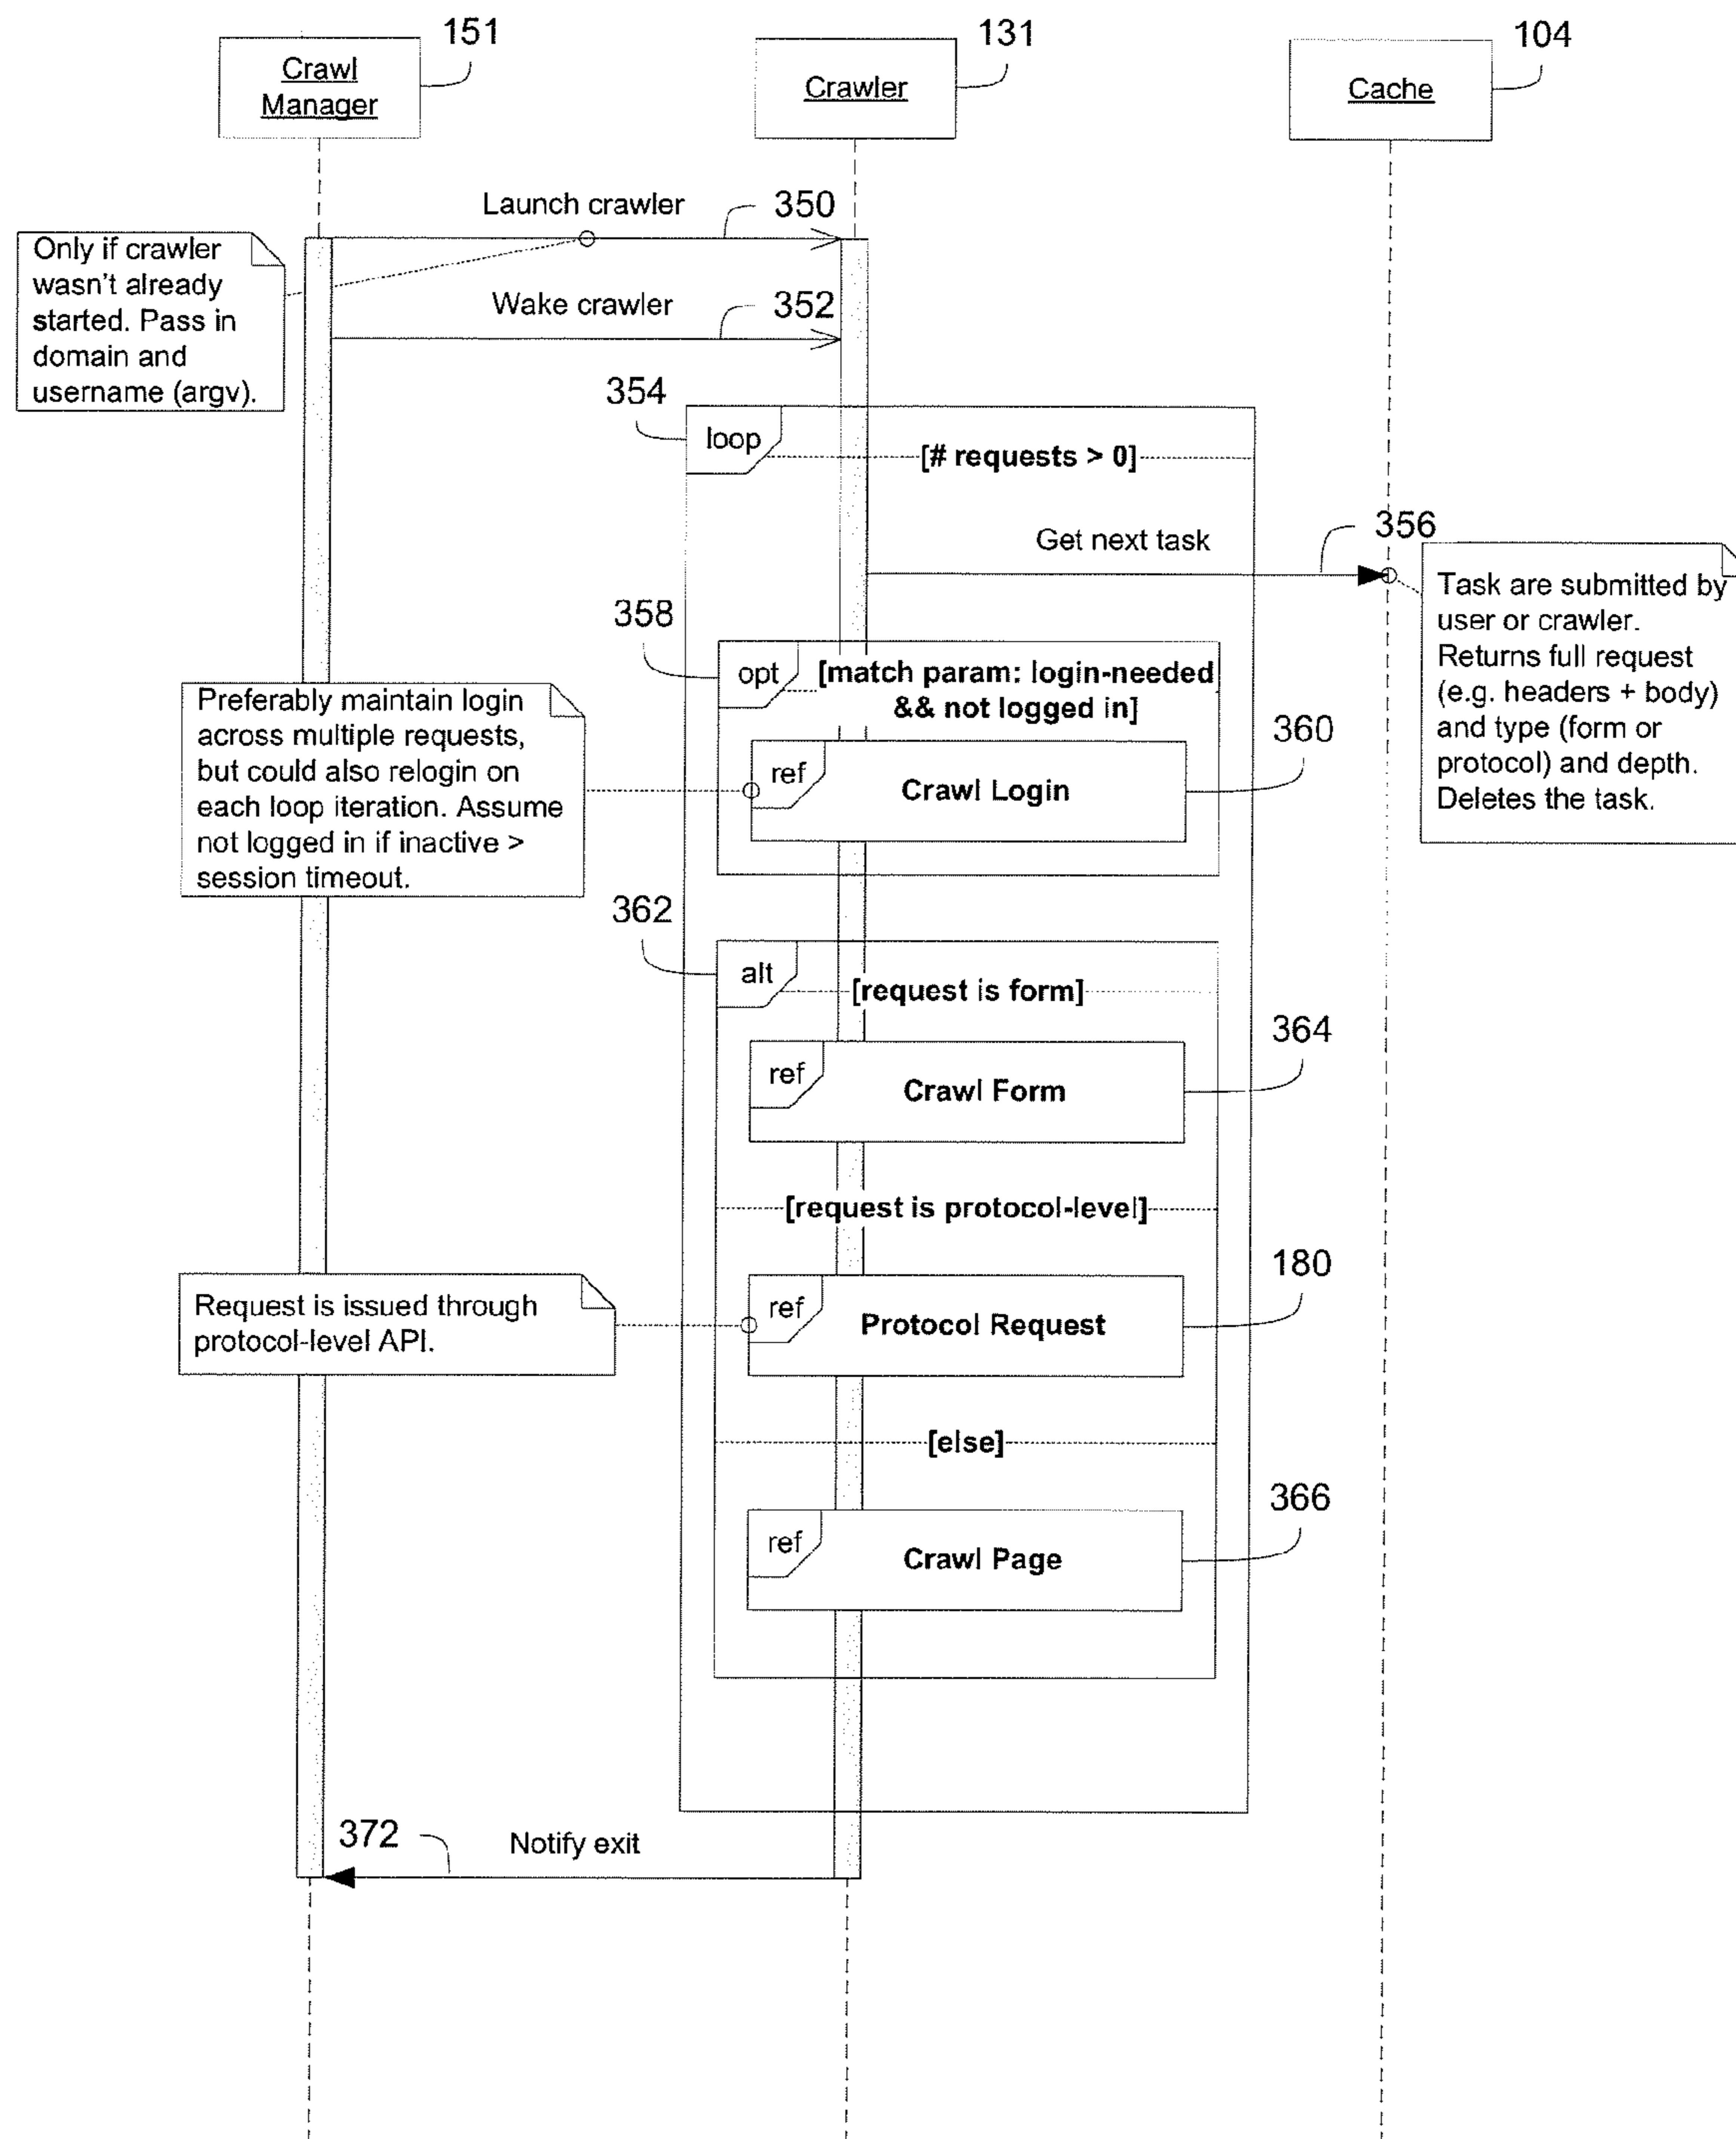 151
131
104
Crawl
Manager
Crawler
Cache
Launch crawler
350
Only if crawler
wasn't already
started. Pass in
domain and
username (argv).
Wake crawler
352
354
loop
[# requests > 0]
Get next task
356
Task are submitted by
user or crawler.
Returns full request
(e.g. headers + body)
and type (form or
protocol) and depth.
Deletes the task.
358
opt
[match param: login-needed
&& not logged in]
Preferably maintain login
across multiple requests,
but could also relogin on
each loop iteration. Assume
not logged in if inactive >
session timeout.
360
ref
Crawl Login
362
alt
[request is form]
364
ref
Crawl Form
[request is protocol-level]
180
Request is issued through
protocol-level API.
ref
Protocol Request
[else]
366
ref
Crawl Page
372
Notify exit